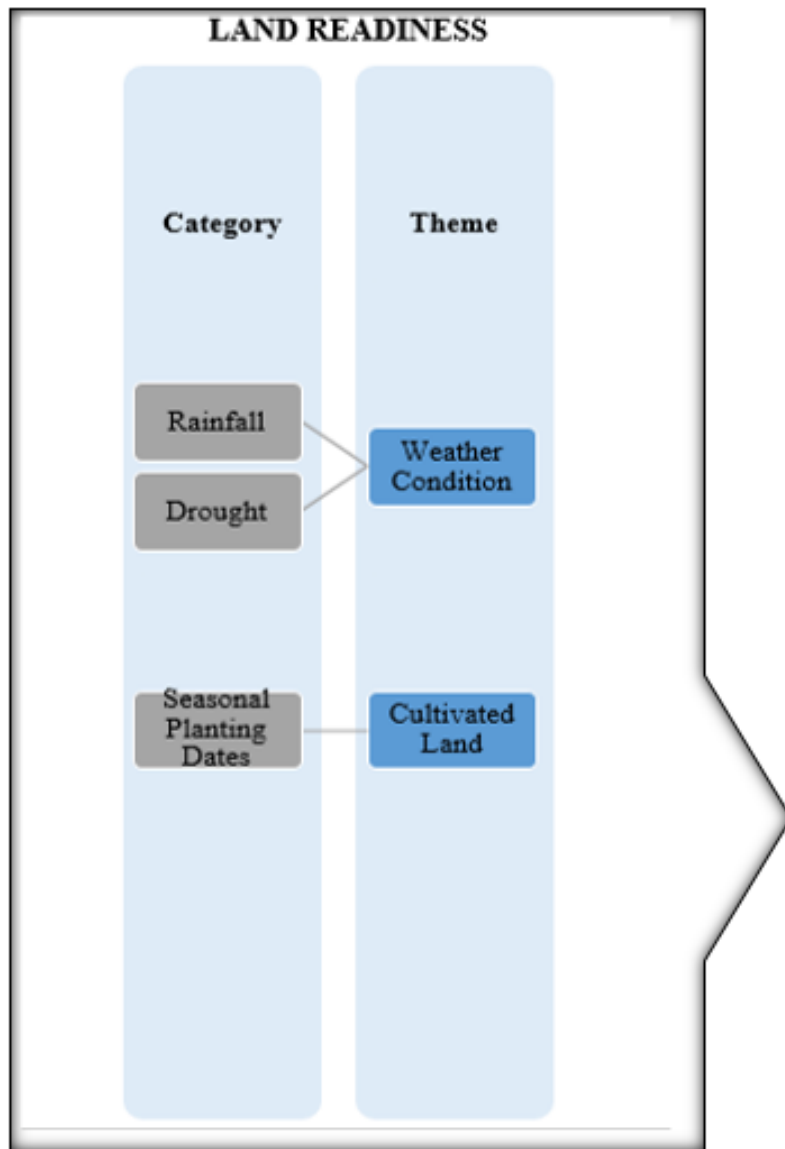 LAND READINESS
Category
Theme
Rainfall
Drought
Weather
Condition
Seasonal
Planting
Dates
Cultivated
Land